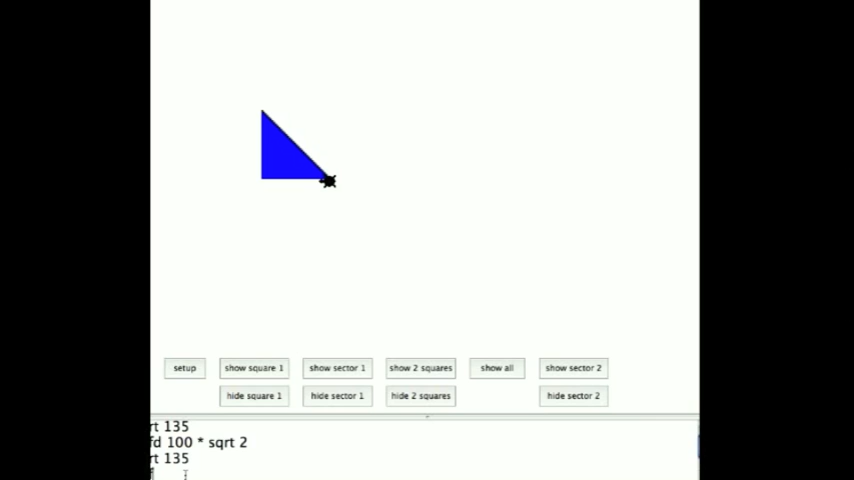 setup show square 1 show sector 1 show 2 squares show all show sector 2
hide square 1 hide sector 1 hide 2 squares hide sector 2
rt 135
fd 100 * sqrt 2
rt 135